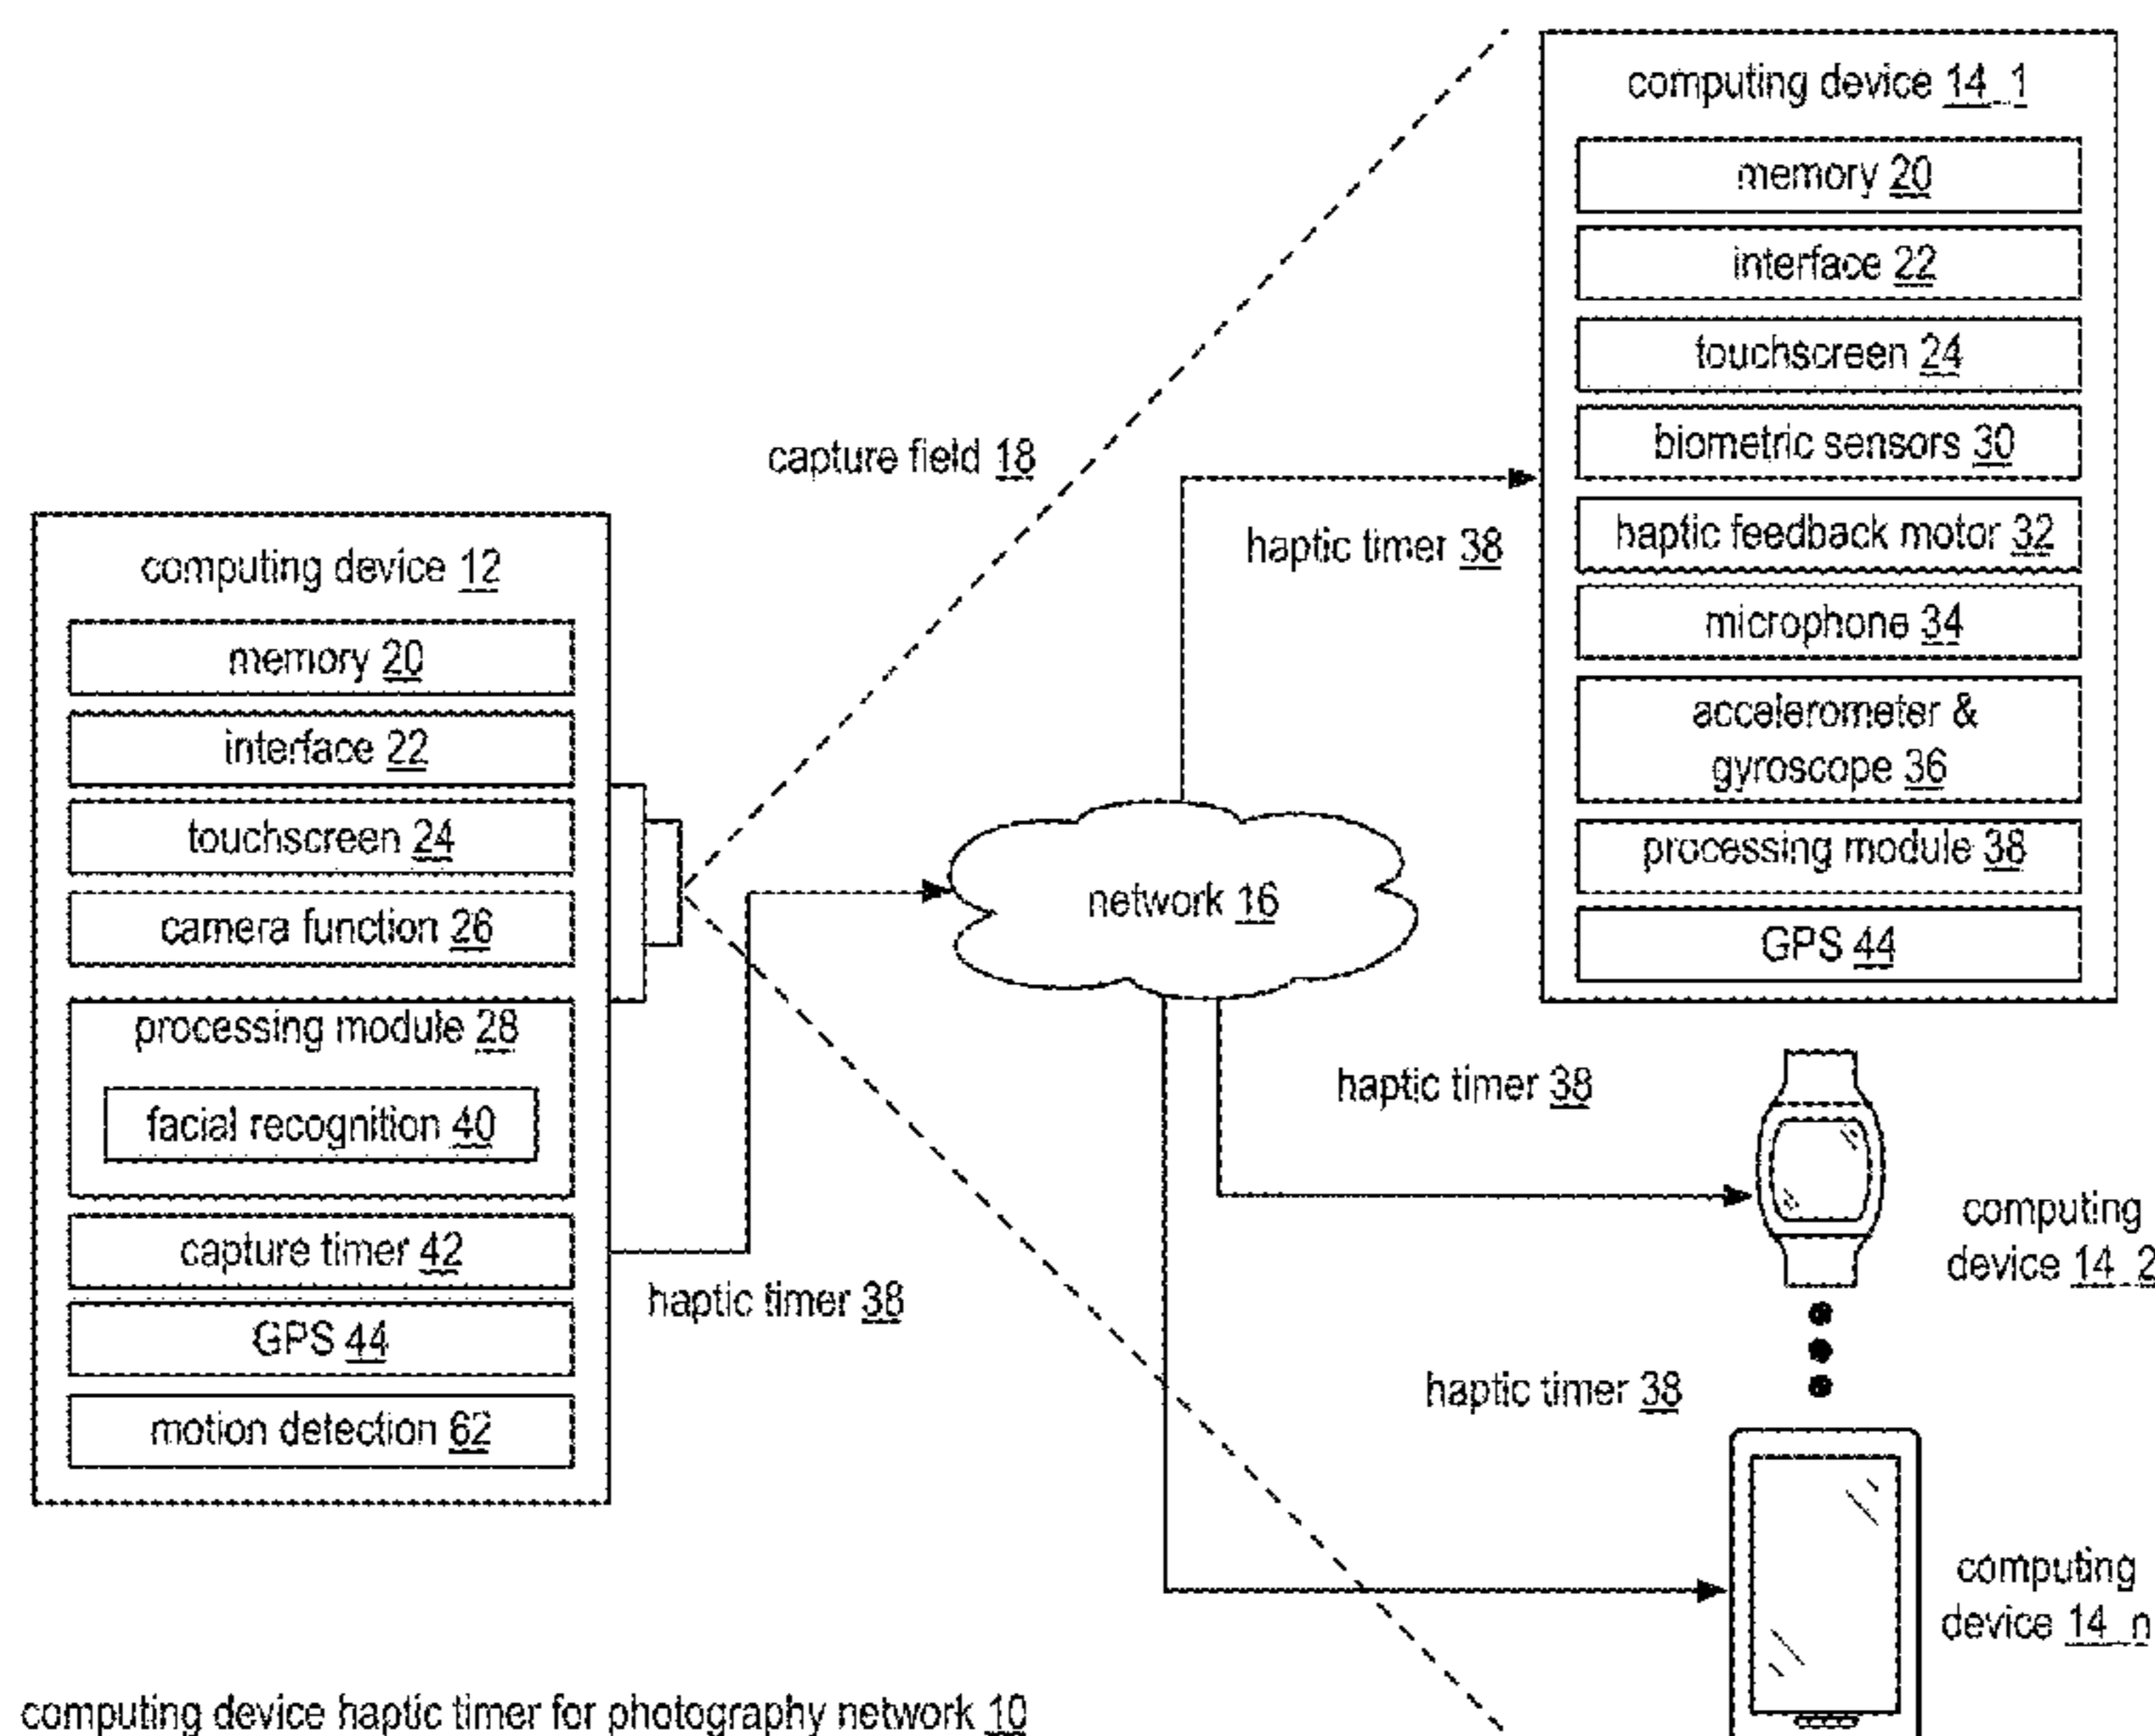 computing device 14_1
memory 20
interface 22
touchscreen 24
biometric sensors 30
haptic feedback motor 32
microphone 34
accelerometer &
gyroscope 36
processing module 38
GPS 44
capture field 18
haptic timer 38
computing device 12
memory 20
interface 22
touchscreen 24
camera function 26
processing module 28
facial recognition 40
capture timer 42
GPS 44
motion detection 62
haptic timer 38
network 16
haptic timer 38
computing
device 14_2
haptic timer 38
computing
device 14_n
computing device haptic timer for photography network 10